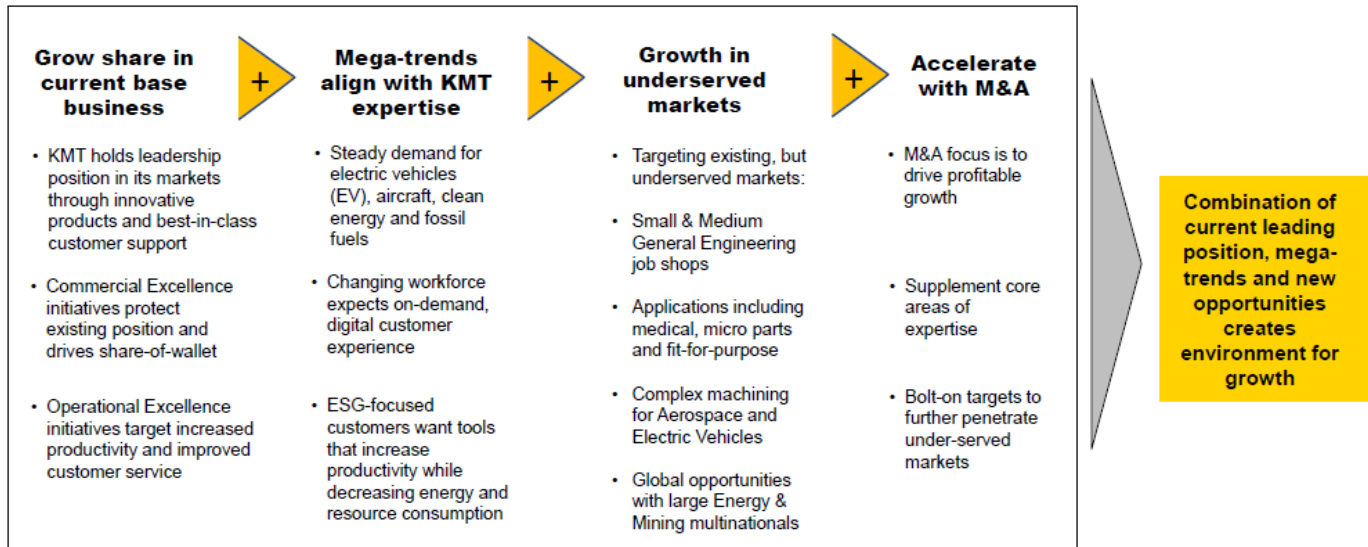 Grow share in
current base
business
+
Mega-trends
align with KMT
expertise
+
Growth in
underserved
markets
+
Accelerate
with M&A
• KMT holds leadership
position in its markets
through innovative
products and best-in-class
customer support
• Commercial Excellence
initiatives protect
existing position and
drives share-of-wallet
• Operational Excellence
initiatives target increased
productivity and improved
customer service
• Steady demand for
electric vehicles
(EV), aircraft, clean
energy and fossil
fuels
• Changing workforce
expects on-demand,
digital customer
experience
• ESG-focused
customers want tools
that increase
productivity while
decreasing energy and
resource consumption
• Targeting existing, but
underserved markets:
• Small & Medium
General Engineering
job shops
• Applications including
medical, micro parts
and fit-for-purpose
• Complex machining
for Aerospace and
Electric Vehicles
• Global opportunities
with large Energy &
Mining multinationals
• M&A focus is to
drive profitable
growth
• Supplement core
areas of
expertise
• Bolt-on targets to
further penetrate
under-served
markets
Combination of
current leading
position, mega-
trends and new
opportunities
creates
environment for
growth